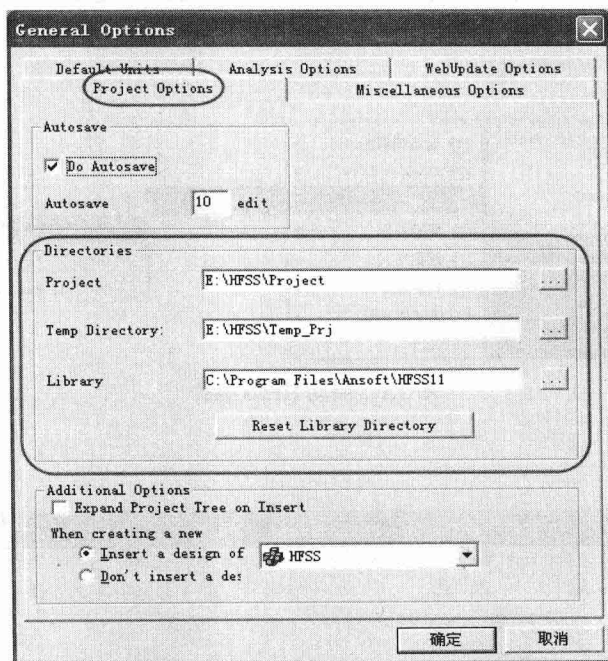 General Options
Default Units Analysis Options WebUpdate Options
Project Options Miscellaneous Options
Autosave
Do Autosave
Autosave 10 edit
Directories
Project E:\HFSS\Project ...
Temp Directory: E:\HFSS\Temp_Prj ...
Library C:\Program Files\Ansoft\HFSS11 ...
Reset Library Directory
Additional Options
Expand Project Tree on Insert
When creating a new
Insert a design of HFSS
Don't insert a des
确定 取消